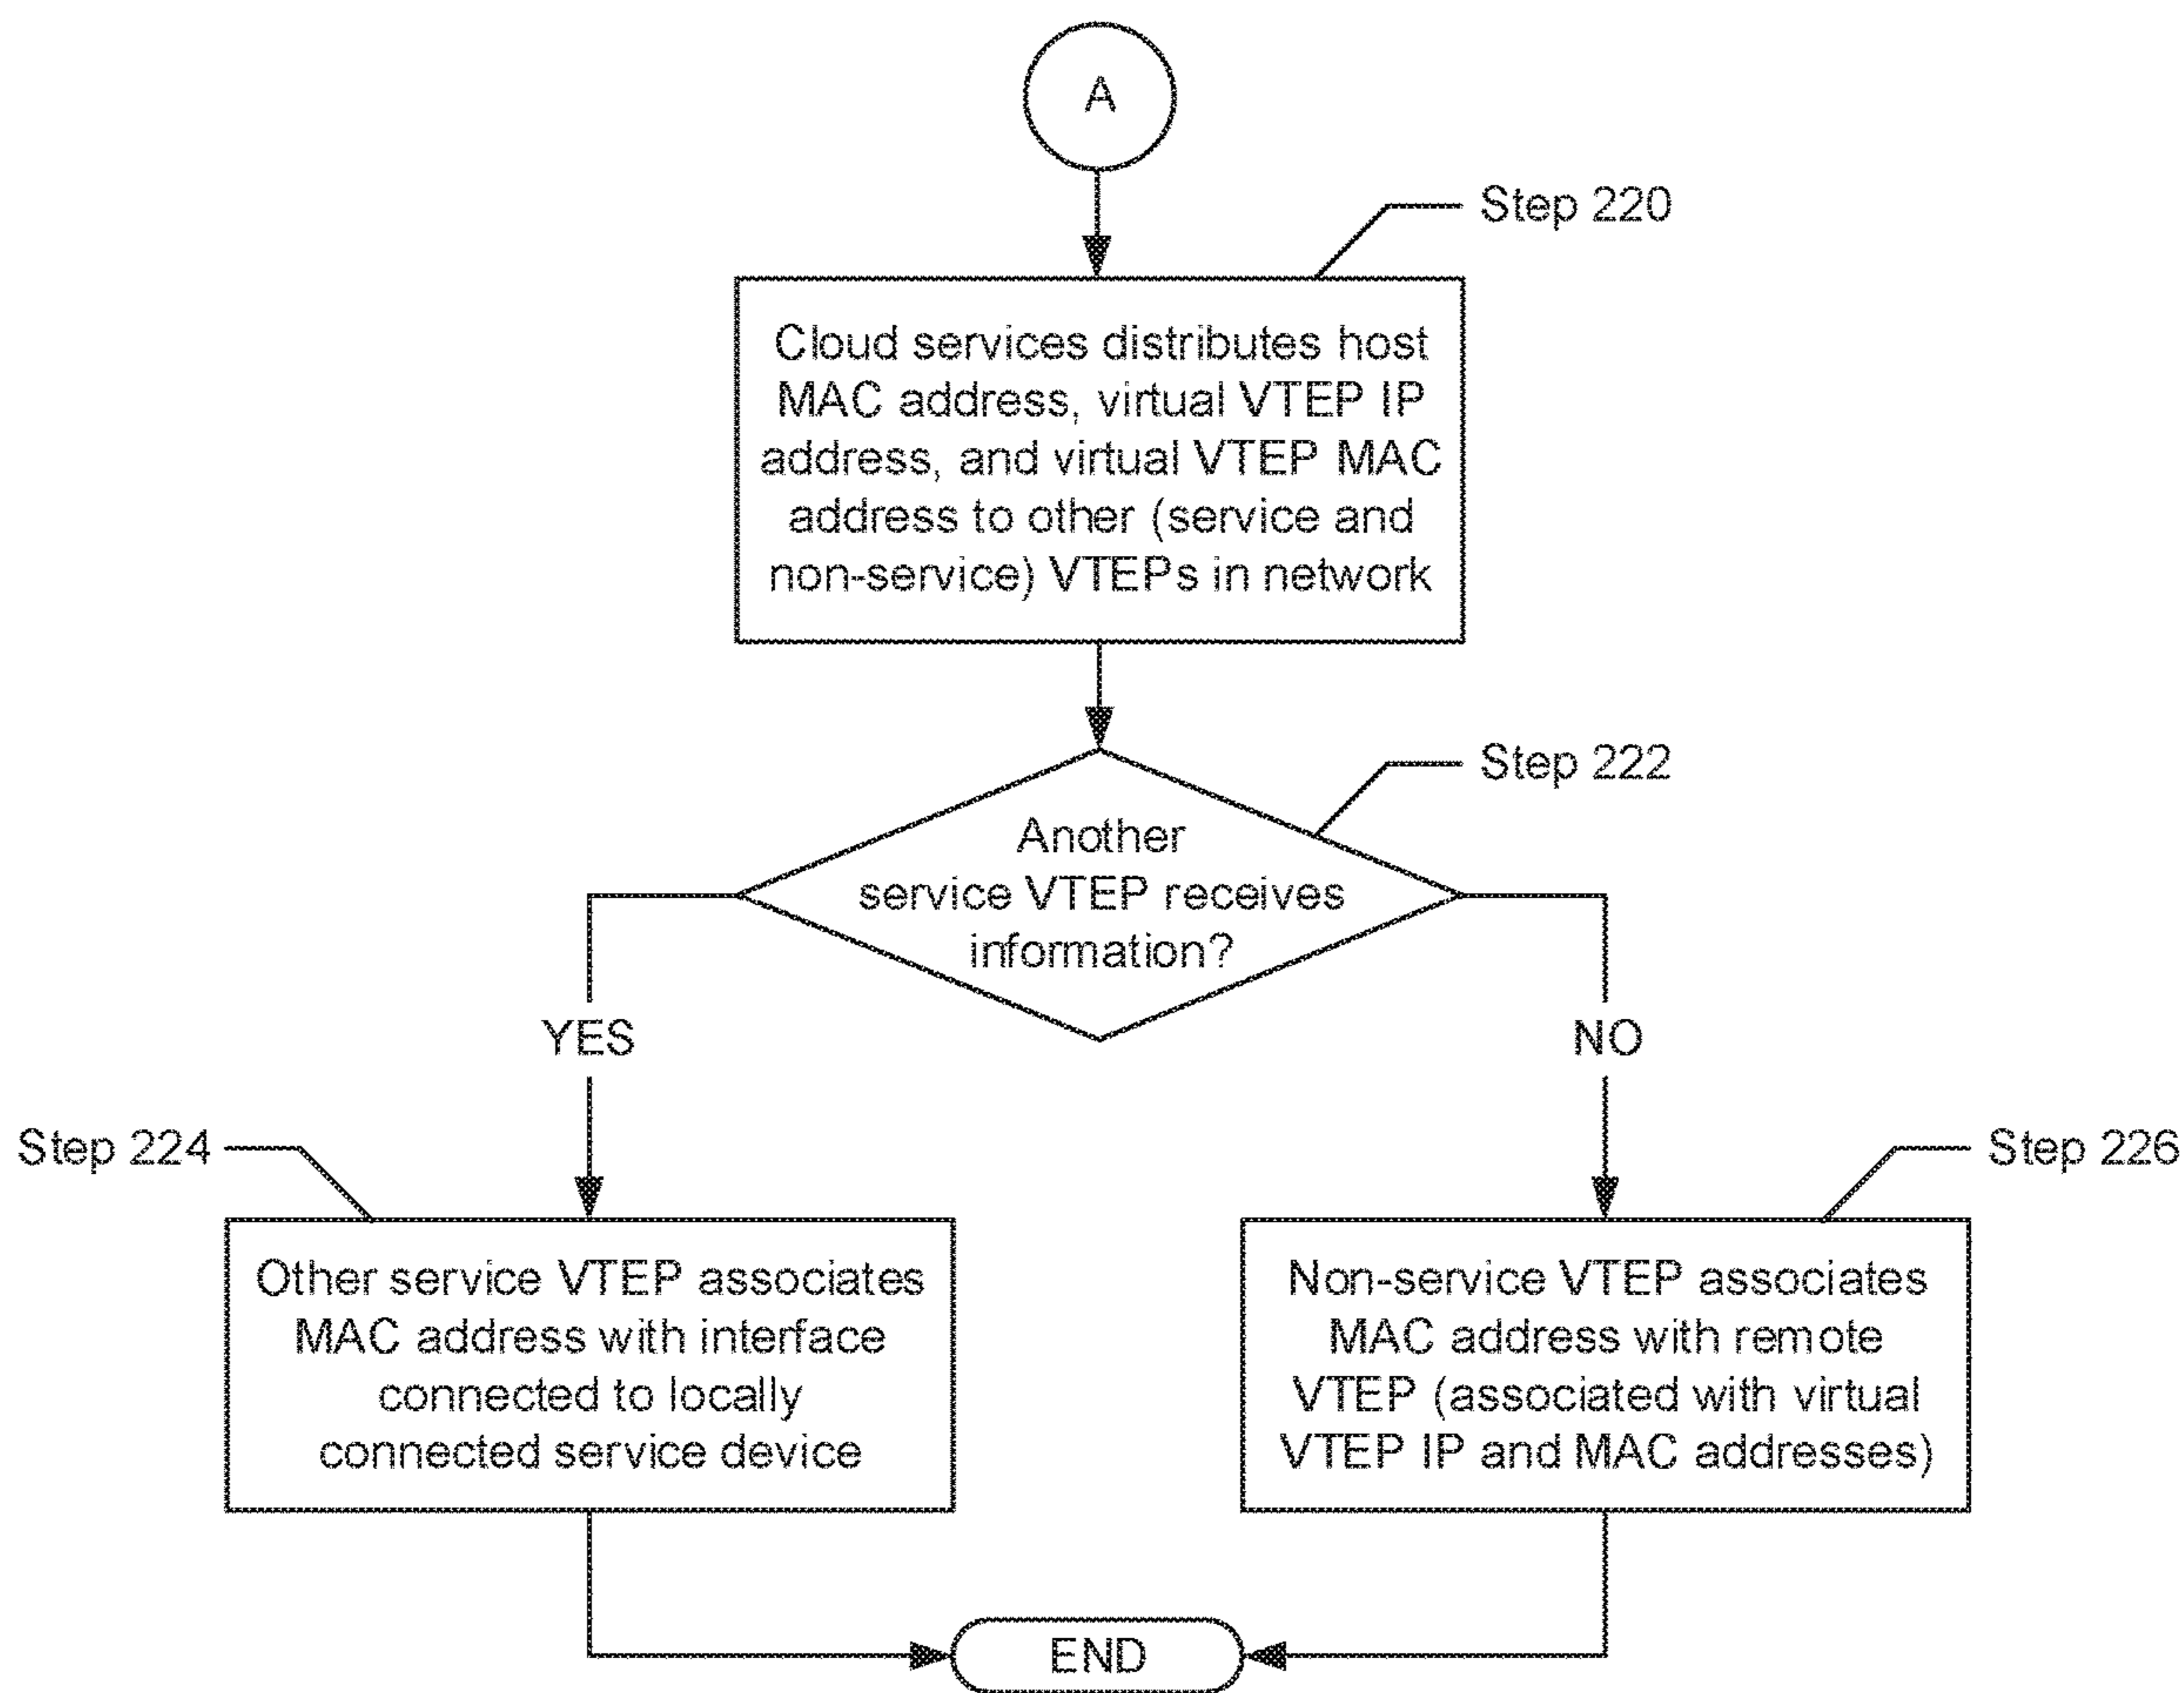 A
Step 220
Cloud services distributes host
MAC address, virtual VTEP IP
address, and virtual VTEP MAC
address to other (service and
non-service) VTEPs in network
Step 222
Another
service VTEP receives
information?
YES
NO
Step 224
Step 226
Other service VTEP associates
MAC address with interface
connected to locally
connected service device
Non-service VTEP associates
MAC address with remote
VTEP (associated with virtual
VTEP IP and MAC addresses)
END